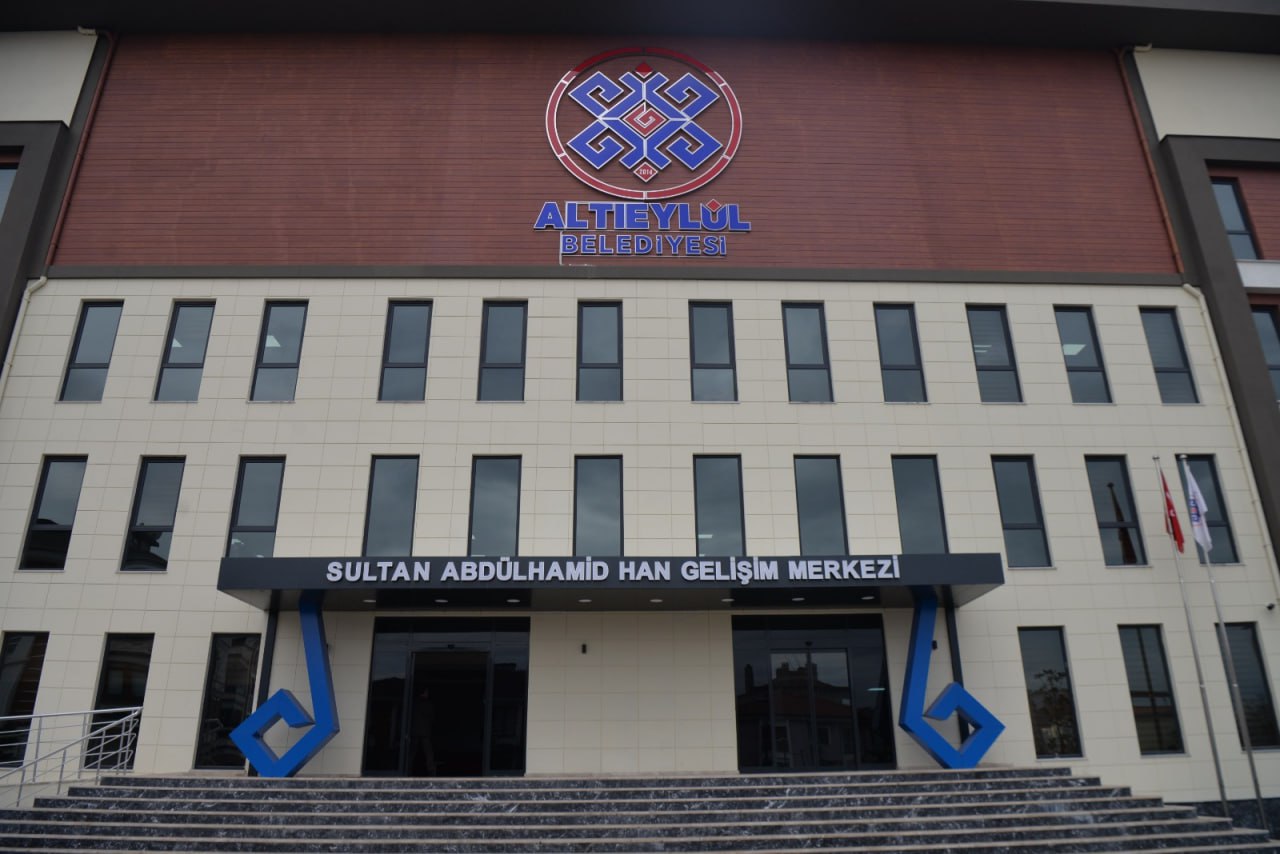 2014
ALTIEYLÜL
BELEDİYESİ
SULTAN ABDÜLHAMİD HAN GELİŞİM MERKEZİ